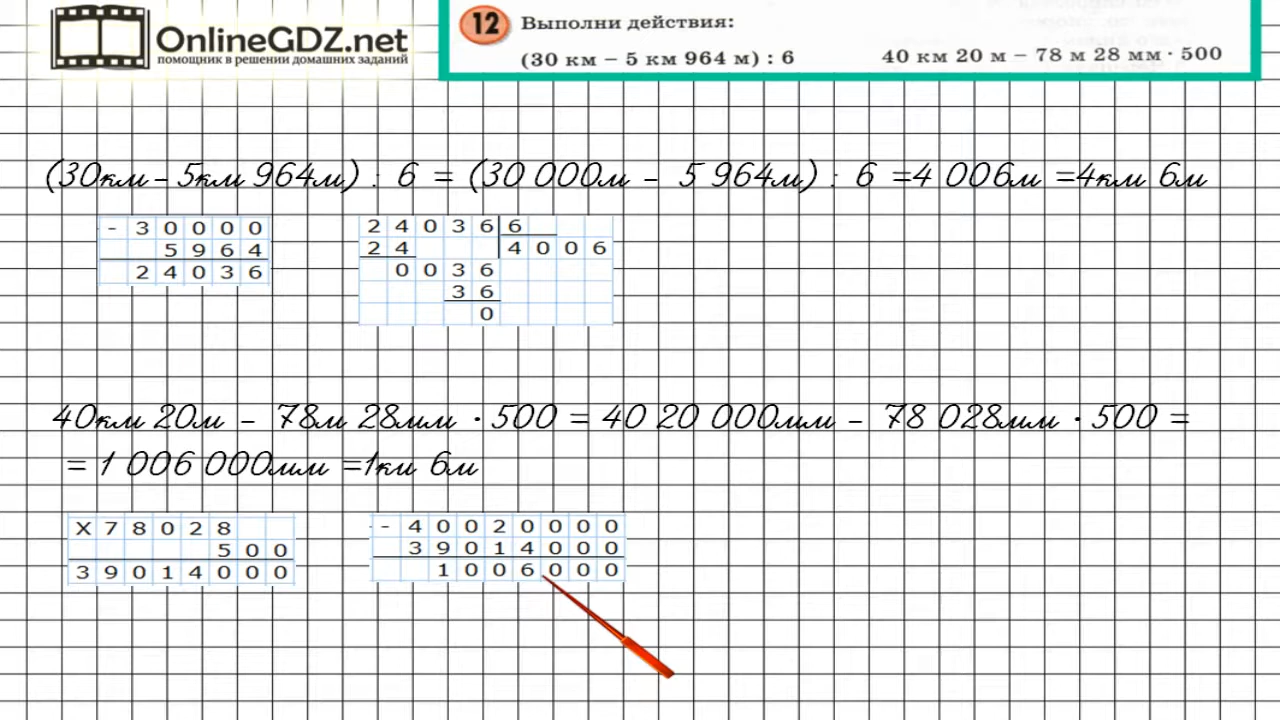 OnlineGDZ.net
помощник в решении домашних заданий
12 Выполни действия:
(30 км – 5 км 964 м) : 6 40 км 20 м – 78 м 28 мм · 500
(30км – 5км 964м) : 6 = (30 000м – 5 964м) : 6 =4 006м =4км 6м
- 30000
5964
24036
24036 6
24 4006
0036
36
0
40км 20м – 78м 28мм · 500 = 40 20 000мм – 78 028мм · 500 =
= 1 006 000мм =1км 6м
X 78028
500
39014000
- 40020000
39014000
1006000